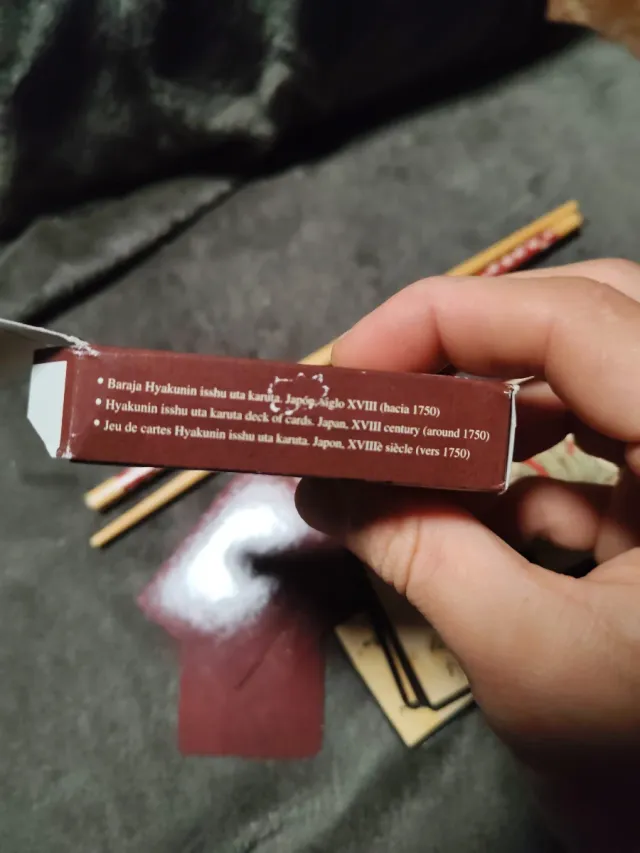 • Baraja Hyakunin isshu uta karuta. Japón, siglo XVIII (hacia 1750)
• Hyakunin isshu uta karuta deck of cards. Japan, XVIII century (around 1750)
• Jeu de cartes Hyakunin isshu uta karuta. Japon, XVIIIè siècle (vers 1750)